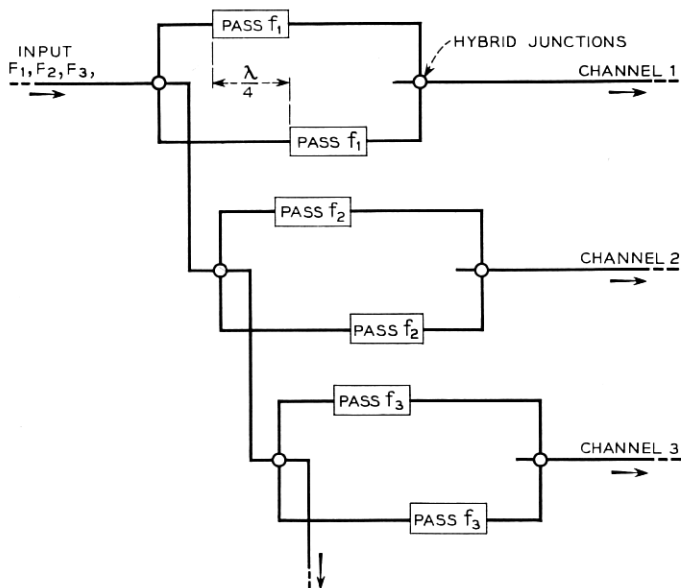 PASS f₁
INPUT
F₁, F₂, F₃,
HYBRID JUNCTIONS
CHANNEL 1
λ/4
PASS f₁
PASS f₂
CHANNEL 2
PASS f₂
PASS f₃
CHANNEL 3
PASS f₃